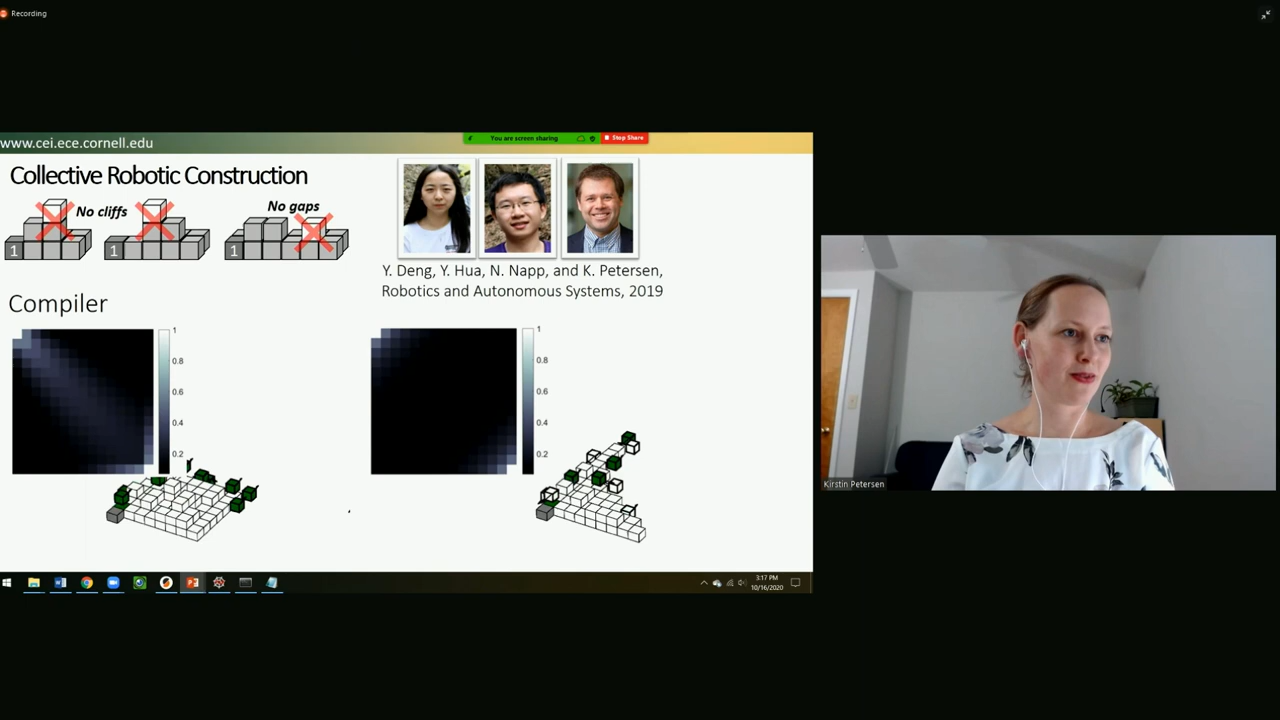 Recording
www.cei.ece.cornell.edu
You are screen sharing
Stop Share
Collective Robotic Construction
No cliffs
No gaps
1
1
1
Y. Deng, Y. Hua, N. Napp, and K. Petersen,
Robotics and Autonomous Systems, 2019
Compiler
1
0.8
0.6
0.4
0.2
1
0.8
0.6
0.4
0.2
Kirstin Petersen
3:17 PM
10/16/2020